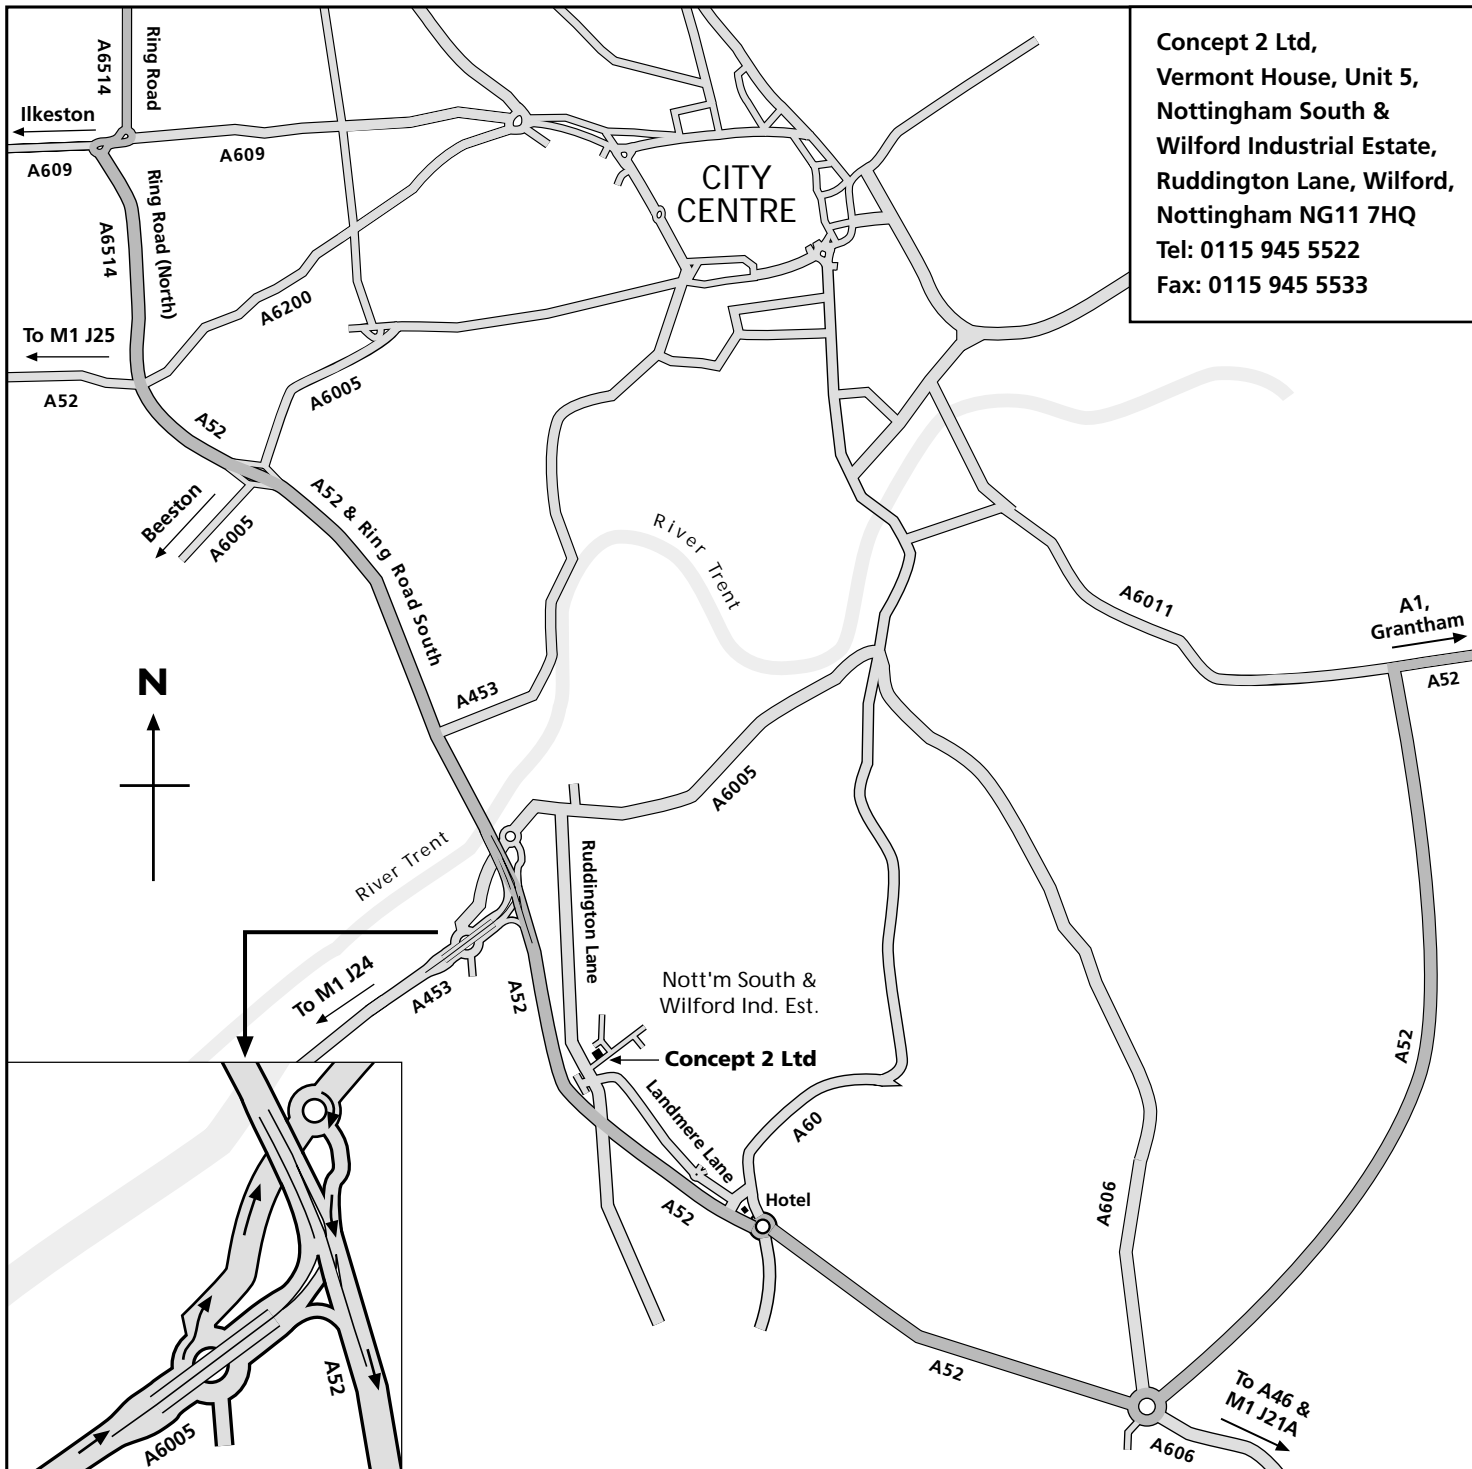 Concept 2 Ltd,
Vermont House, Unit 5,
Nottingham South &
Wilford Industrial Estate,
Ruddington Lane, Wilford,
Nottingham NG11 7HQ
Tel: 0115 945 5522
Fax: 0115 945 5533
A6514
Ring Road
Ilkeston
A609
A609
CITY
CENTRE
A6514
Ring Road (North)
A6200
To M1 J25
A52
A6005
A52
Beeston
A6005
A52 & Ring Road South
River Trent
A6011
A1,
Grantham
A52
N
A453
A6005
River Trent
Ruddington Lane
To M1 J24
A453
A52
Nott'm South &
Wilford Ind. Est.
Concept 2 Ltd
Landmere Lane
A60
A52
Hotel
A52
A606
A52
A52
A6005
To A46 &
M1 J21A
A606